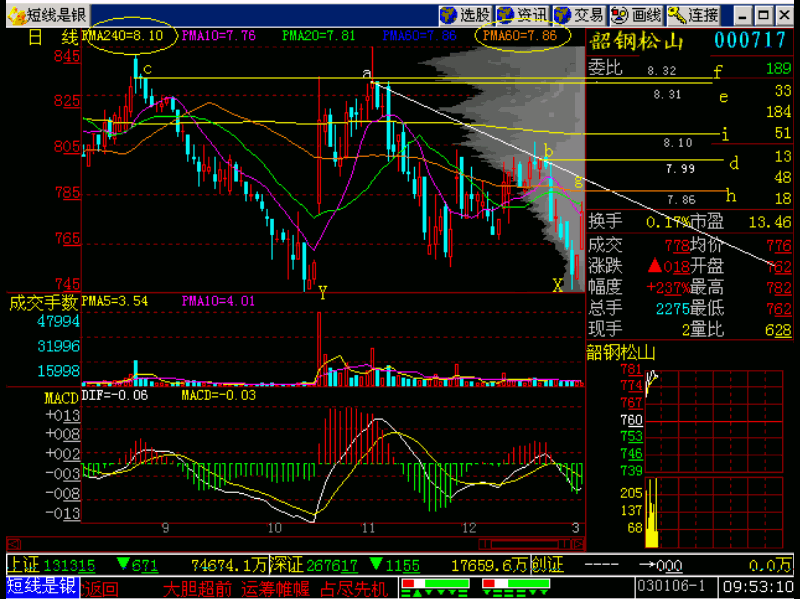 短线是银 选股 资讯 交易 画线 连接
日 线 PMA240=8.10 PMA10=7.76 PMA20=7.81 PMA60=7.86 PMA60=7.86
韶钢松山 000717
委比 189
845
825
805
785
765
745
c
a
b
g
X
Y
8.32 f
8.31 e
8.10 i
7.99 d
7.86 h
33
184
51
13
48
18
换手 0.17% 市盈 13.46
成交 778 均价 776
涨跌 ▲018 开盘 762
幅度 +237% 最高 782
总手 2275 最低 762
现手 2 量比 628
成交手数 PMA5=3.54 PMA10=4.01
47994
31996
15998
MACD DIF=-0.06 MACD=-0.03
+013
+008
+002
-003
-008
-013
9 10 11 12 3
韶钢松山
781
774
767
760
753
746
739
205
137
68
上证 131315 ▼671 74674.1万 深证 267617 ▼1155 17659.6万 创证 ---- →000 0.0万
短线是银 返回 大胆超前 运筹帷幄 占尽先机 030106-1 09:53:10